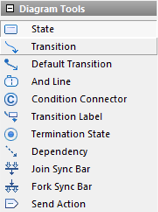 Diagram Tools
State
Transition
Default Transition
And Line
Condition Connector
Transition Label
Termination State
Dependency
Join Sync Bar
Fork Sync Bar
Send Action